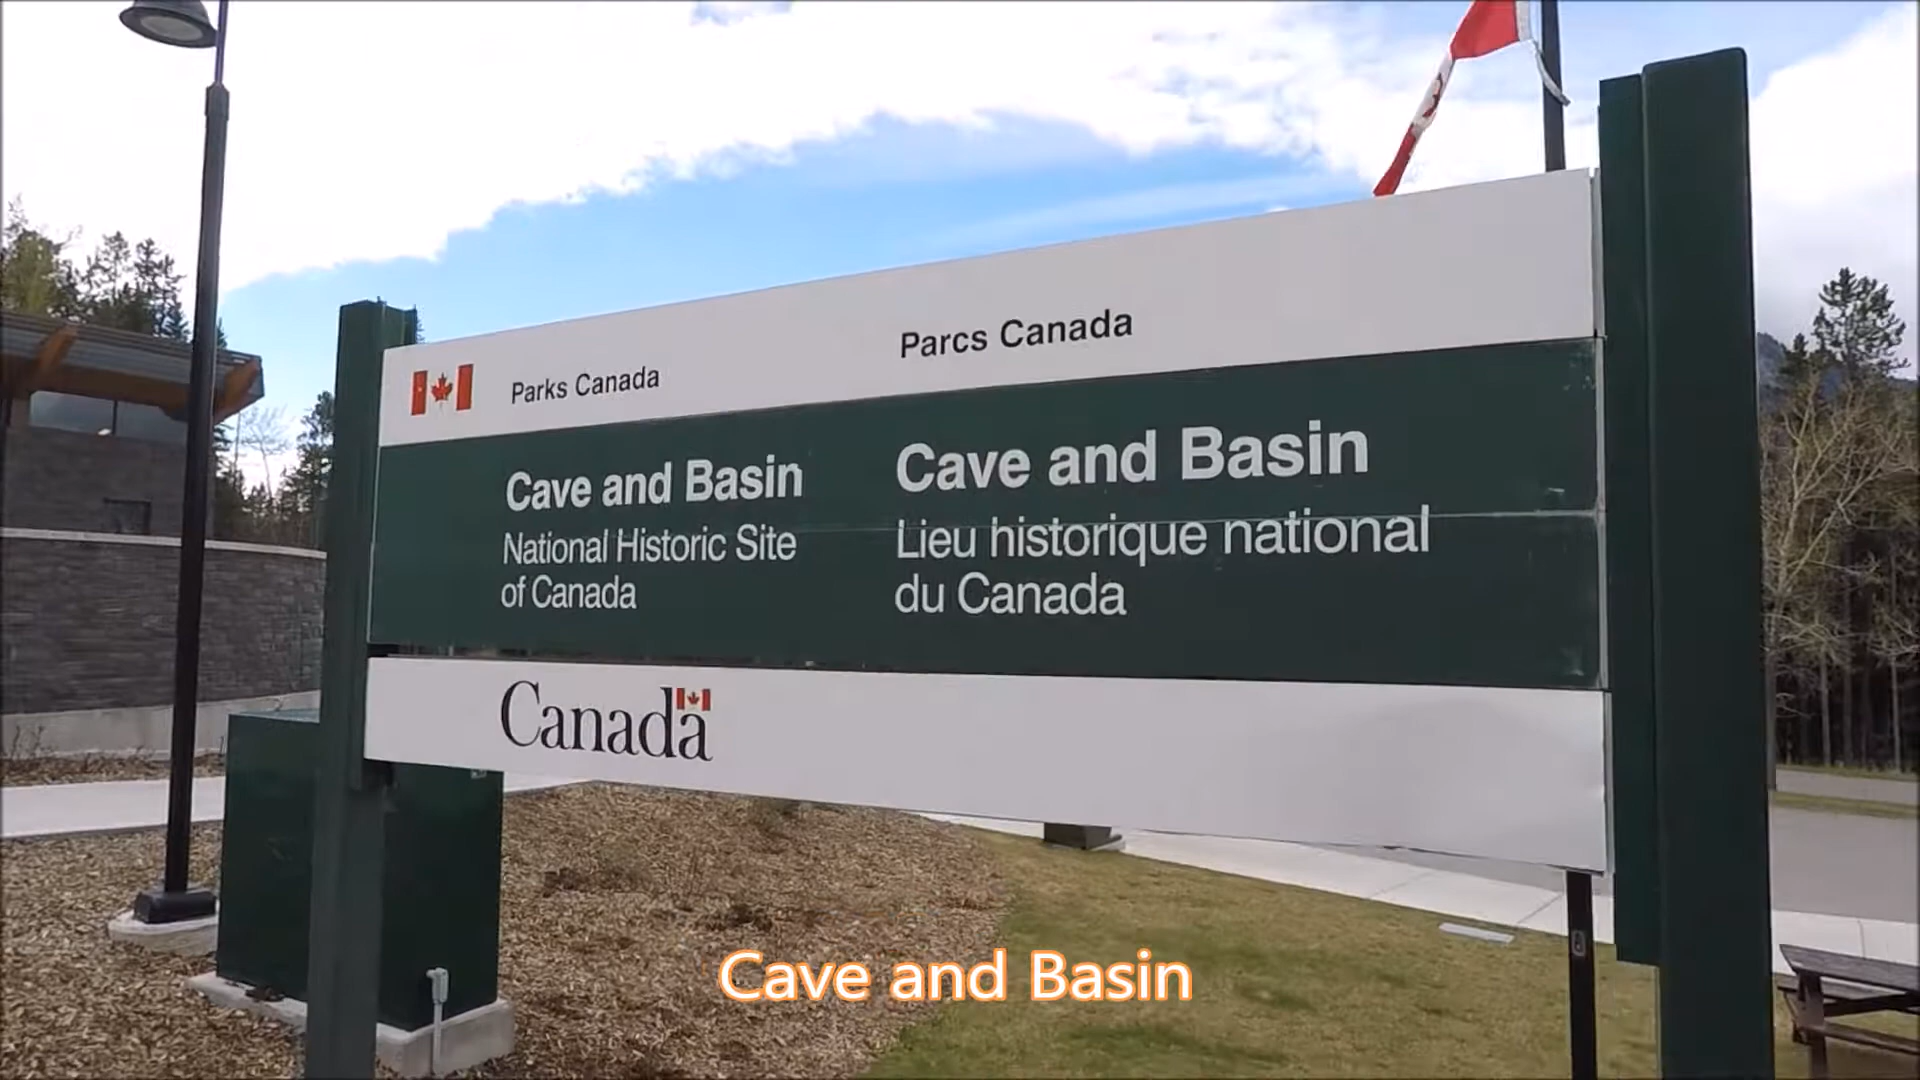 Parks Canada
Parcs Canada
Cave and Basin
National Historic Site
of Canada
Cave and Basin
Lieu historique national
du Canada
Canada
Cave and Basin